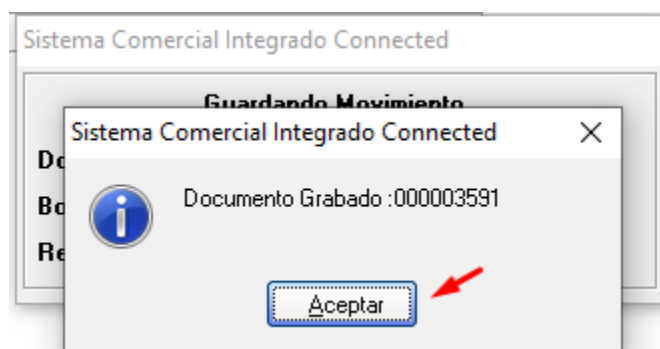 Sistema Comercial Integrado Connected
Guardando Movimiento
Sistema Comercial Integrado Connected
Documento Grabado :000003591
Aceptar